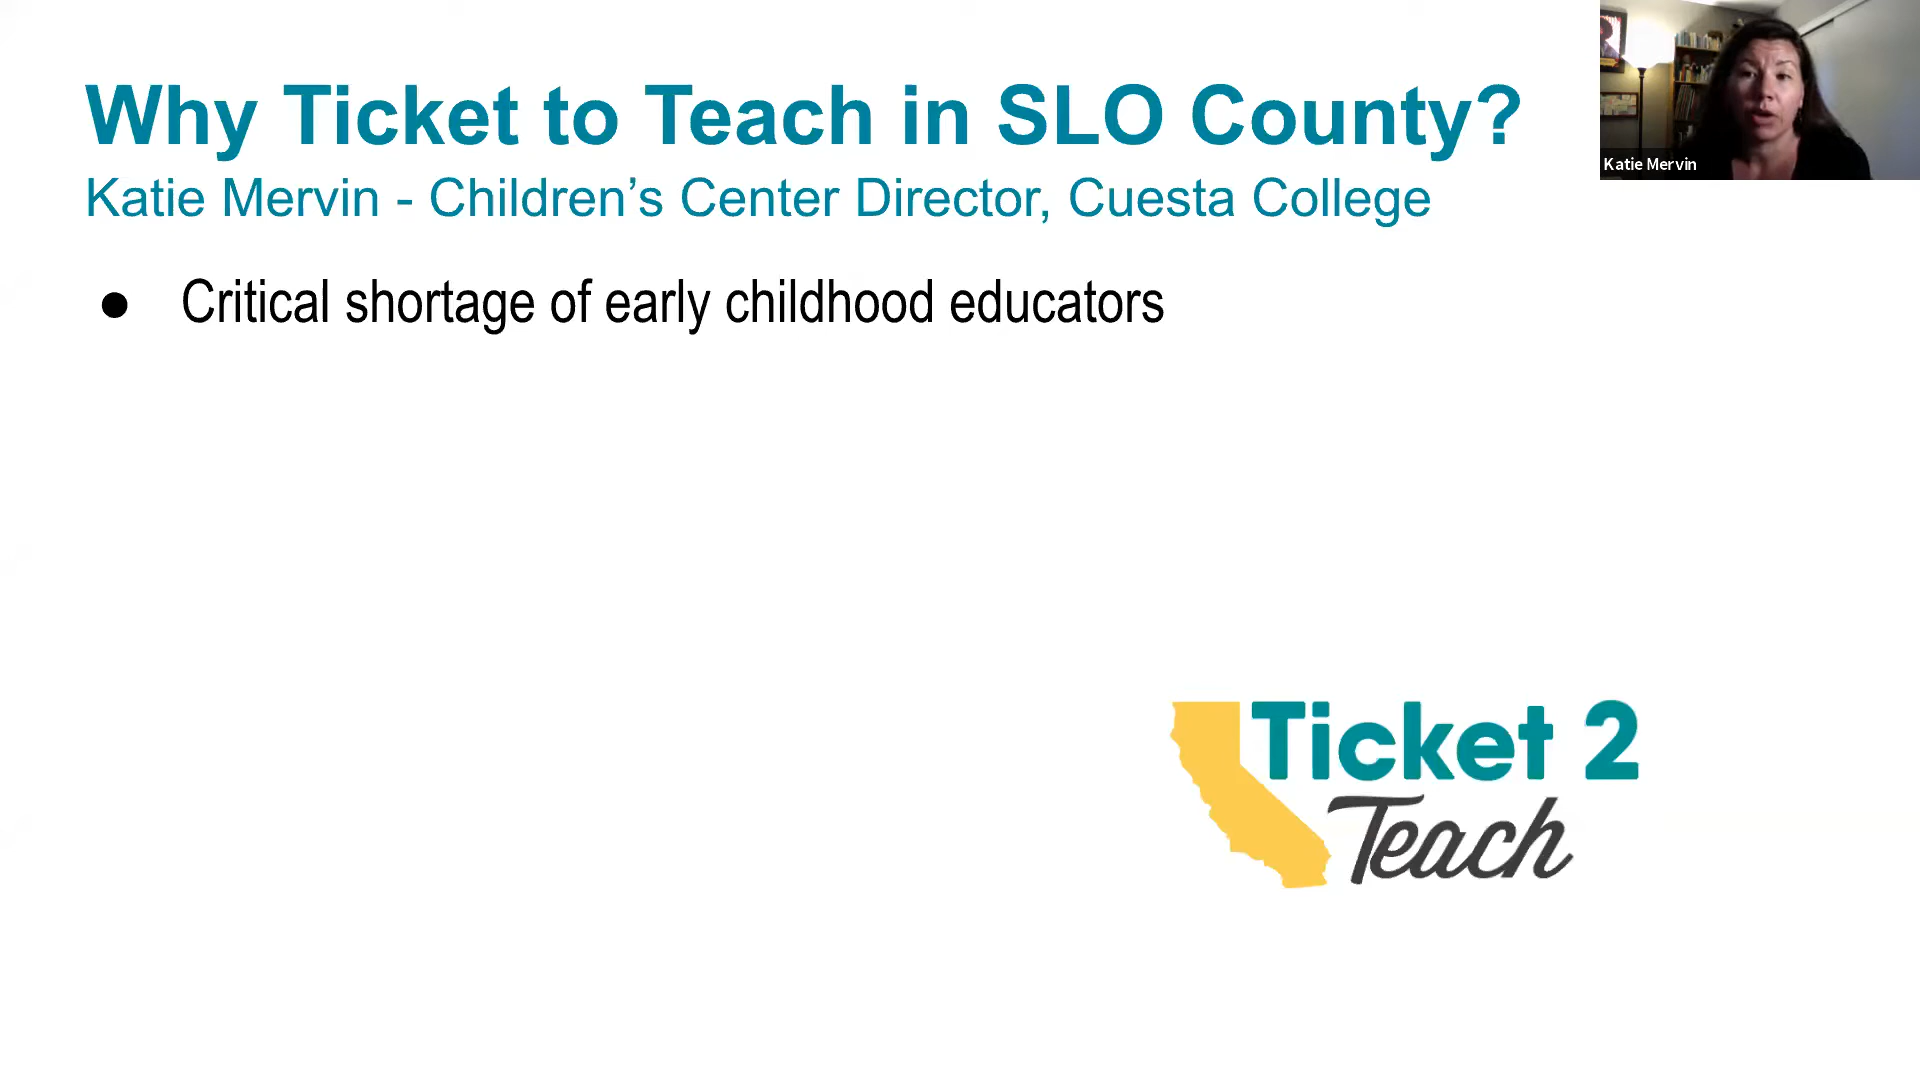 Why Ticket to Teach in SLO County?
Katie Mervin - Children’s Center Director, Cuesta College
● Critical shortage of early childhood educators
Katie Mervin
Ticket 2
Teach